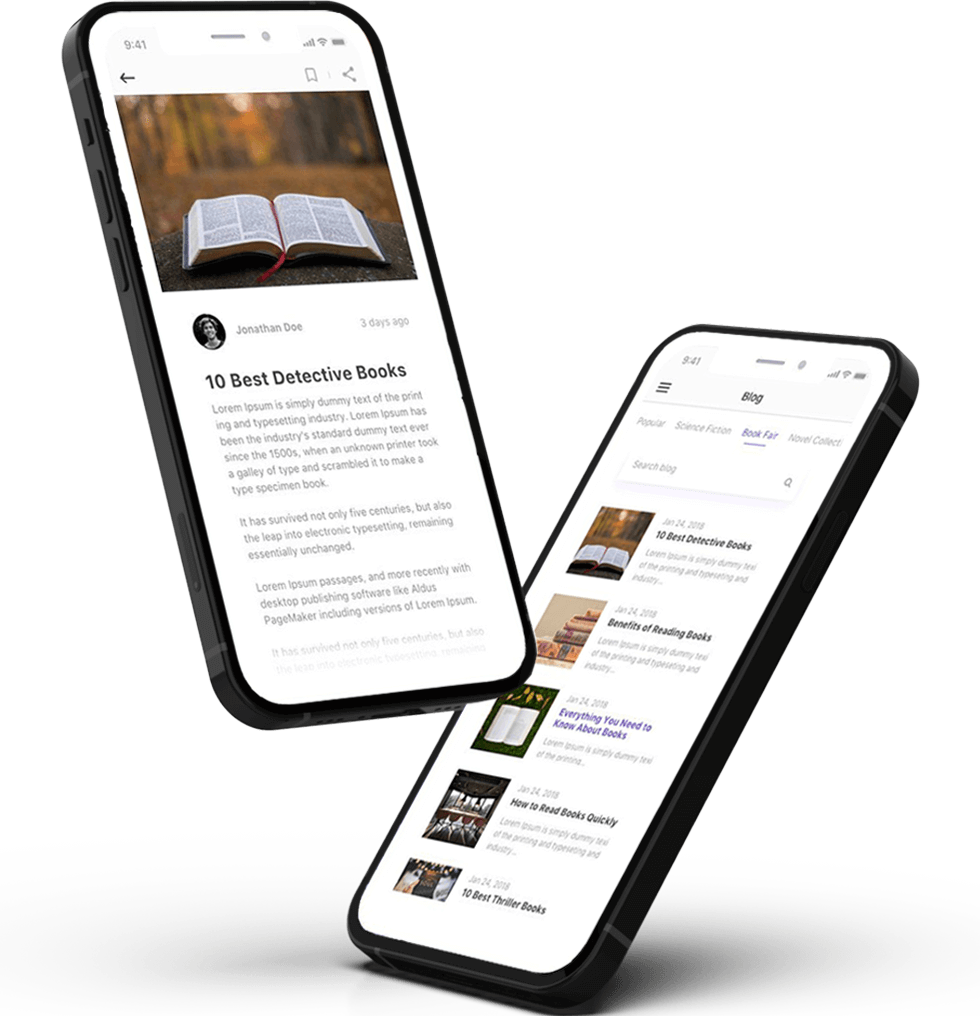 9:41
Jonathan Doe
3 days ago
10 Best Detective Books
Lorem Ipsum is simply dummy text of the print
ing and typesetting industry. Lorem Ipsum has
been the industry's standard dummy text ever
since the 1500s, when an unknown printer took
a galley of type and scrambled it to make a
type specimen book.
It has survived not only five centuries, but also
the leap into electronic typesetting, remaining
essentially unchanged.
Lorem Ipsum passages, and more recently with
desktop publishing software like Aldus
PageMaker including versions of Lorem Ipsum.
It has survived not only five centuries, but also
the leap into electronic typesetting, remaining
9:41
Blog
Popular
Science Fiction
Book Fair
Novel Collecti
Search blog
Jan 24, 2018
10 Best Detective Books
Lorem Ipsum is simply dummy text
of the printing and typeseting and
industry...
Jan 24, 2018
Benefits of Reading Books
Lorem Ipsum is simply dummy text
of the printing and typeseting and
industry...
Jan 24, 2018
Everything You Need to
Know About Books
Lorem Ipsum is simply dummy text
of the printing...
Jan 24, 2018
How to Read Books Quickly
Lorem Ipsum is simply dummy text
of the printing and typeseting and
industry...
Jan 24, 2018
10 Best Thriller Books